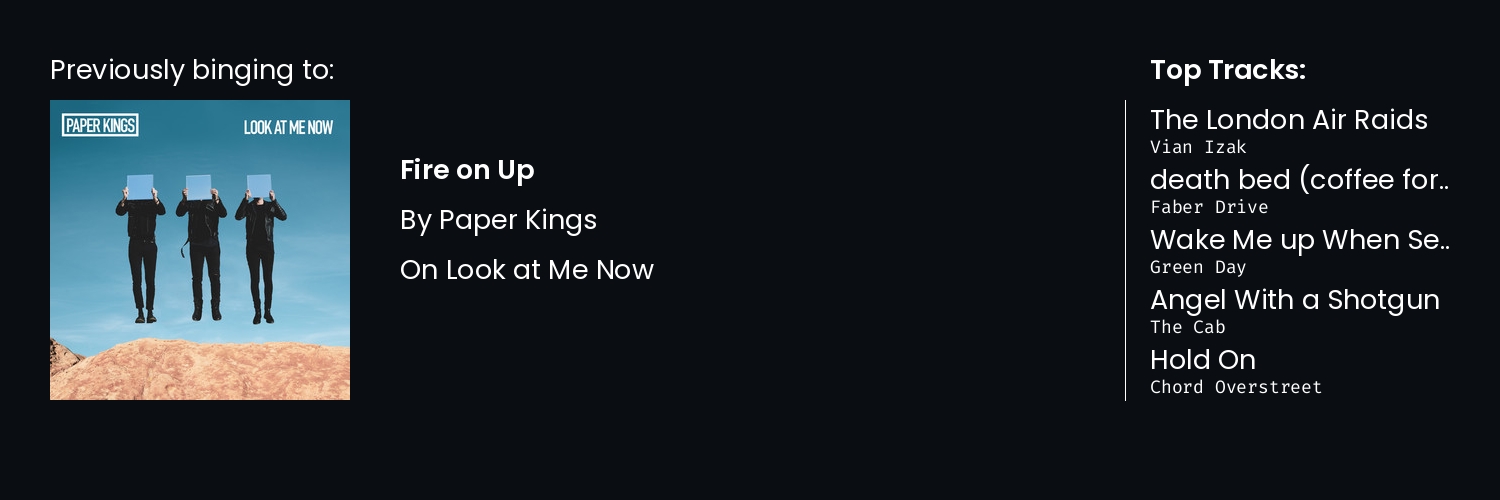 Previously binging to:
PAPER KINGS
LOOK AT ME NOW
Fire on Up
By Paper Kings
On Look at Me Now
Top Tracks:
The London Air Raids
Vian Izak
death bed (coffee for..
Faber Drive
Wake Me up When Se..
Green Day
Angel With a Shotgun
The Cab
Hold On
Chord Overstreet